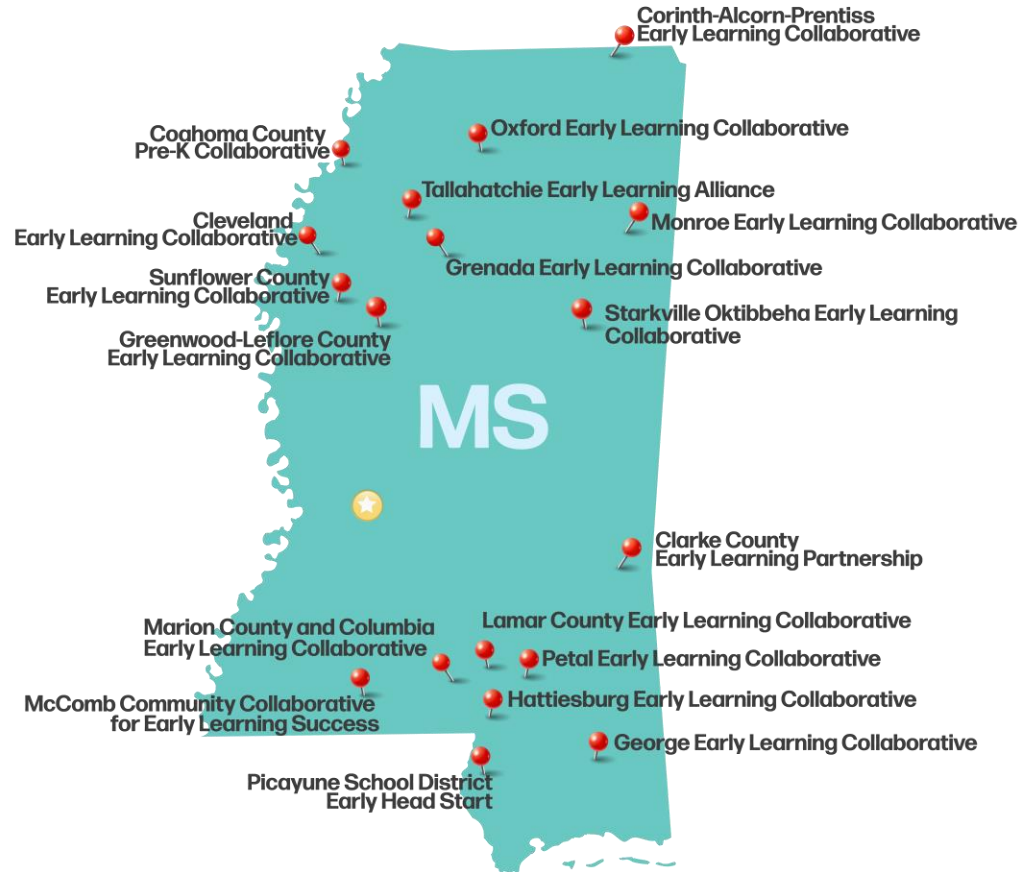 Corinth-Alcorn-Prentiss
Early Learning Collaborative
Oxford Early Learning Collaborative
Coahoma County
Pre-K Collaborative
Tallahatchie Early Learning Alliance
Cleveland
Early Learning Collaborative
Monroe Early Learning Collaborative
Grenada Early Learning Collaborative
Sunflower County
Early Learning Collaborative
Starkville Oktibbeha Early Learning
Collaborative
Greenwood-Leflore County
Early Learning Collaborative
MS
Clarke County
Early Learning Partnership
Lamar County Early Learning Collaborative
Marion County and Columbia
Early Learning Collaborative
Petal Early Learning Collaborative
McComb Community Collaborative
for Early Learning Success
Hattiesburg Early Learning Collaborative
George Early Learning Collaborative
Picayune School District
Early Head Start